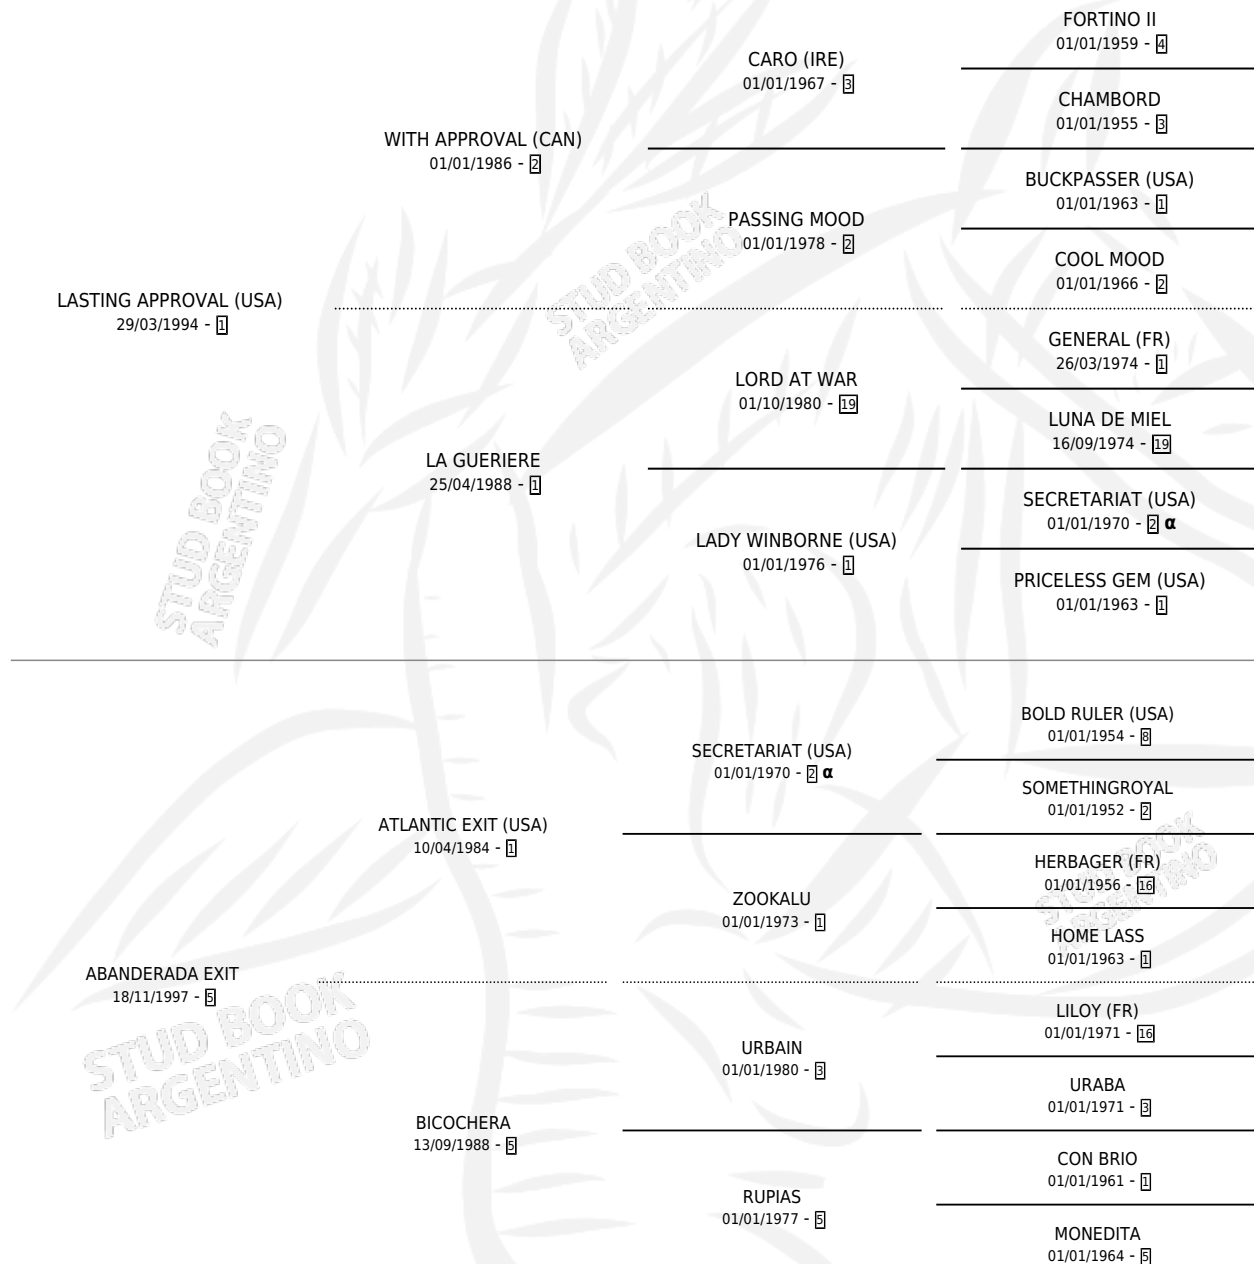 FORTINO II
01/01/1959 - 4
CARO (IRE)
01/01/1967 - 3
CHAMBORD
01/01/1955 - 3
WITH APPROVAL (CAN)
01/01/1986 - 2
BUCKPASSER (USA)
01/01/1963 - 1
PASSING MOOD
01/01/1978 - 2
COOL MOOD
01/01/1966 - 2
LASTING APPROVAL (USA)
29/03/1994 - 1
GENERAL (FR)
26/03/1974 - 1
LORD AT WAR
01/10/1980 - 19
LUNA DE MIEL
16/09/1974 - 19
LA GUERIERE
25/04/1988 - 1
SECRETARIAT (USA)
01/01/1970 - 2 α
LADY WINBORNE (USA)
01/01/1976 - 1
PRICELESS GEM (USA)
01/01/1963 - 1
BOLD RULER (USA)
01/01/1954 - 8
SECRETARIAT (USA)
01/01/1970 - 2 α
SOMETHINGROYAL
01/01/1952 - 2
ATLANTIC EXIT (USA)
10/04/1984 - 1
HERBAGER (FR)
01/01/1956 - 16
ZOOKALU
01/01/1973 - 1
HOME LASS
01/01/1963 - 1
ABANDERADA EXIT
18/11/1997 - 5
LILOY (FR)
01/01/1971 - 16
URBAIN
01/01/1980 - 3
URABA
01/01/1971 - 3
BICOCHERA
13/09/1988 - 5
CON BRIO
01/01/1961 - 1
RUPIAS
01/01/1977 - 5
MONEDITA
01/01/1964 - 5
STUD BOOK
ARGENTINO
STUD BOOK
ARGENTINO
STUD BOOK
ARGENTINO
STUD BOOK
ARGENTINO